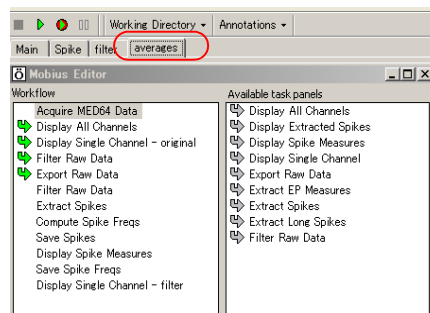 Working Directory Annotations
Main Spike filter averages
Mobius Editor
Workflow
Acquire MED64 Data
Display All Channels
Display Single Channel - original
Filter Raw Data
Export Raw Data
Filter Raw Data
Extract Spikes
Compute Spike Freqs
Save Spikes
Display Spike Measures
Save Spike Freqs
Display Single Channel - filter
Available task panels
Display All Channels
Display Extracted Spikes
Display Spike Measures
Display Single Channel
Export Raw Data
Extract EP Measures
Extract Spikes
Extract Long Spikes
Filter Raw Data